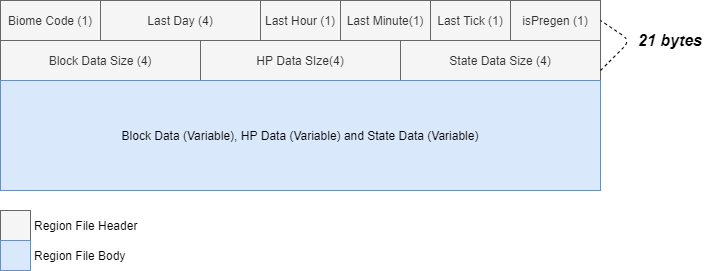 Biome Code (1) Last Day (4) Last Hour (1) Last Minute(1) Last Tick (1) isPregen (1)
21 bytes
Block Data Size (4) HP Data SIze(4) State Data Size (4)
Block Data (Variable), HP Data (Variable) and State Data (Variable)
Region File Header
Region File Body